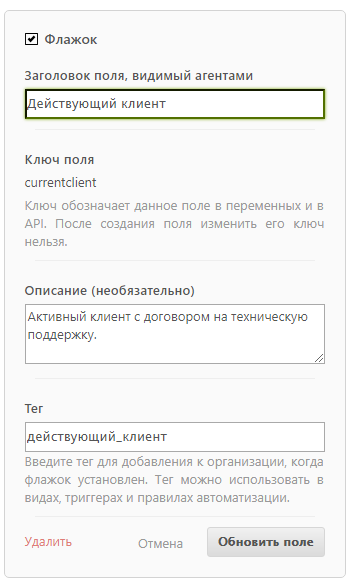 Флажок
Заголовок поля, видимый агентами
Действующий клиент
Ключ поля
currentclient
Ключ обозначает данное поле в переменных и в
API. После создания поля изменить его ключ
нельзя.
Описание (необязательно)
Активный клиент с договором на техническую
поддержку.
Тег
действующий_клиент
Введите тег для добавления к организации, когда
флажок установлен. Тег можно использовать в
видах, триггерах и правилах автоматизации.
Удалить Отмена Обновить поле